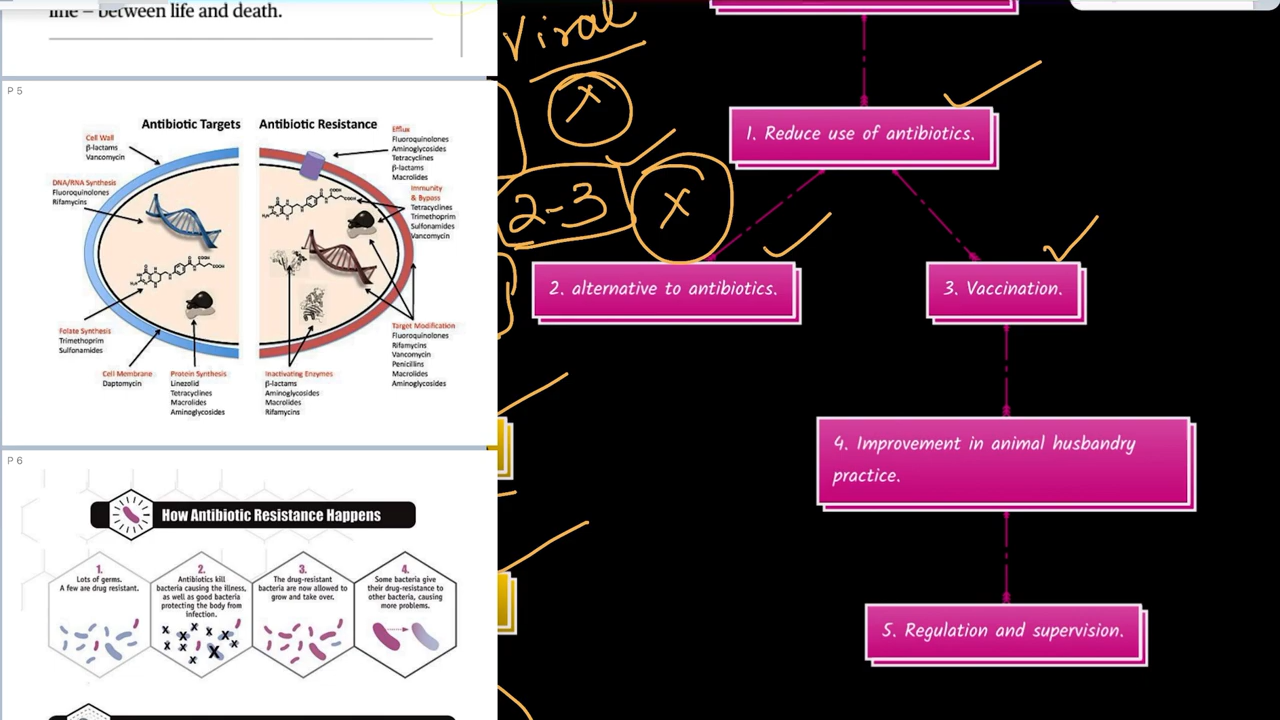 line – between life and death.
P 5
Antibiotic Targets
Antibiotic Resistance
Cell Wall
β-lactams
Vancomycin
DNA/RNA Synthesis
Fluoroquinolones
Rifamycins
Folate Synthesis
Trimethoprim
Sulfonamides
Cell Membrane
Daptomycin
Protein Synthesis
Linezolid
Tetracyclines
Macrolides
Aminoglycosides
Efflux
Fluoroquinolones
Aminoglycosides
Tetracyclines
β-lactams
Macrolides
Immunity
& Bypass
Tetracyclines
Trimethoprim
Sulfonamides
Vancomycin
Target Modification
Fluoroquinolones
Rifamycins
Vancomycin
Penicillins
Macrolides
Aminoglycosides
Inactivating Enzymes
β-lactams
Aminoglycosides
Macrolides
Rifamycins
P 6
How Antibiotic Resistance Happens
1.
Lots of germs.
A few are drug resistant.
2.
Antibiotics kill
bacteria causing the illness,
as well as good bacteria
protecting the body from
infection.
3.
The drug-resistant
bacteria are now allowed to
grow and take over.
4.
Some bacteria give
their drug-resistance to
other bacteria, causing
more problems.
Viral
X
2-3
X
1. Reduce use of antibiotics.
2. alternative to antibiotics.
3. Vaccination.
4. Improvement in animal husbandry
practice.
5. Regulation and supervision.